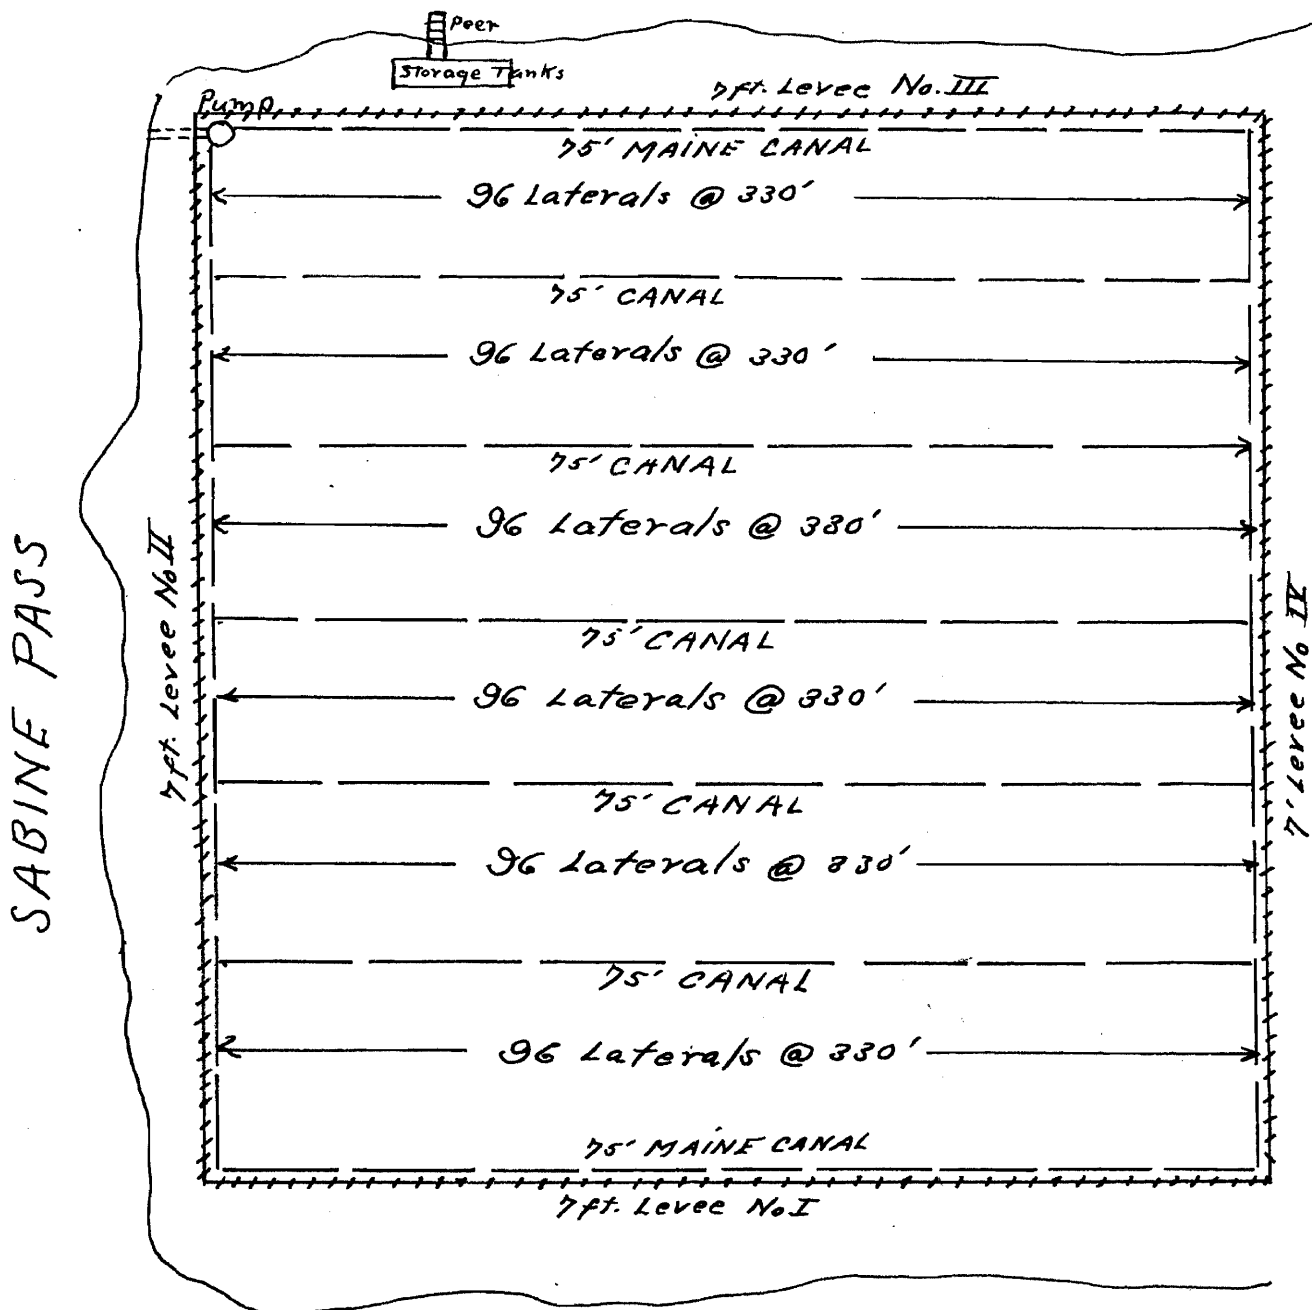 Peer
Storage Tanks
7ft. Levee No. III
Pump
75' MAINE CANAL
96 Laterals @ 330'
75' CANAL
96 Laterals @ 330'
75' CANAL
96 Laterals @ 330'
75' CANAL
96 Laterals @ 330'
75' CANAL
96 Laterals @ 330'
75' CANAL
96 Laterals @ 330'
75' MAINE CANAL
7ft. Levee No I
SABINE PASS
7ft. Levee No II
7' Levee No IV